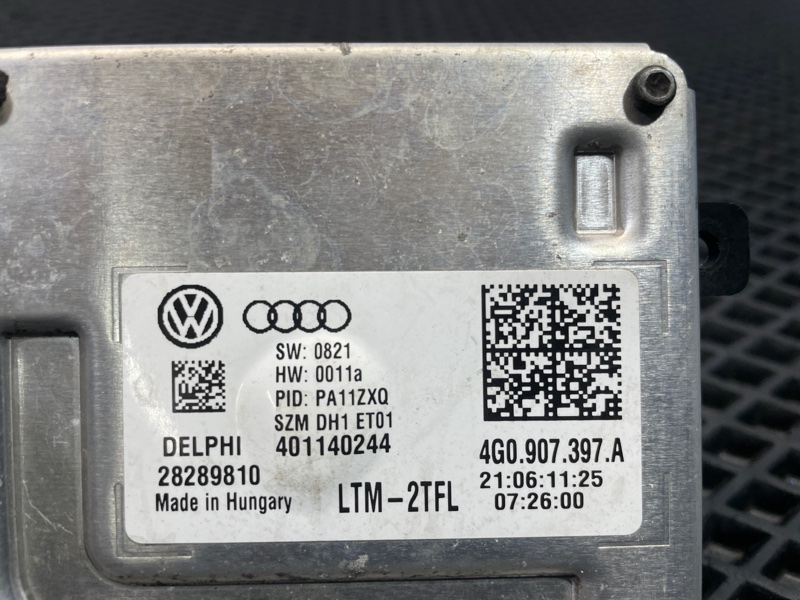 SW: 0821
HW: 0011a
PID: PA11ZXQ
SZM DH1 ET01
DELPHI 401140244
28289810
Made in Hungary
LTM-2TFL
4G0.907.397.A
21:06:11:25
07:26:00